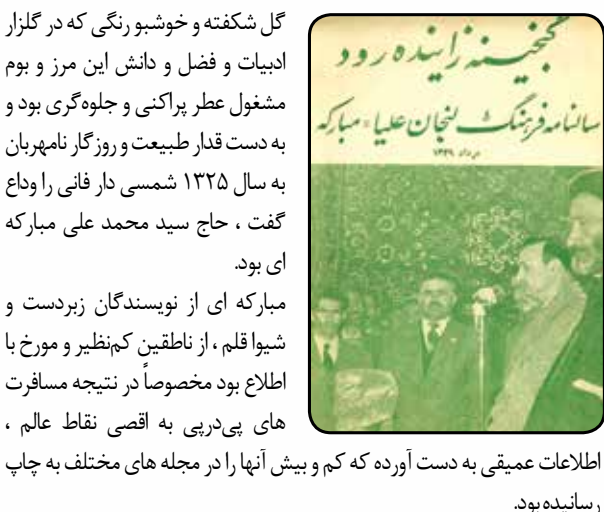 گنجینه زاینده رود
سالنامه فرهنگ لنجان علیا «مبارکه»
مرداد ۱۳۳۹
گل شکفته و خوشبو رنگی که در گلزار
ادبیات و فضل و دانش این مرز و بوم
مشغول عطر پراکنی و جلوه‌گری بود و
به دست قدار طبیعت و روزگار نامهربان
به سال ۱۳۲۵ شمسی دار فانی را وداع
گفت ، حاج سید محمد علی مبارکه
ای بود.
مبارکه ای از نویسندگان زبردست و
شیوا قلم ، از ناطقین کم‌نظیر و مورخ با
اطلاع بود مخصوصاً در نتیجه مسافرت
های پی‌درپی به اقصی نقاط عالم ،
اطلاعات عمیقی به دست آورده که کم و بیش آنها را در مجله های مختلف به چاپ
رسانیده بود.